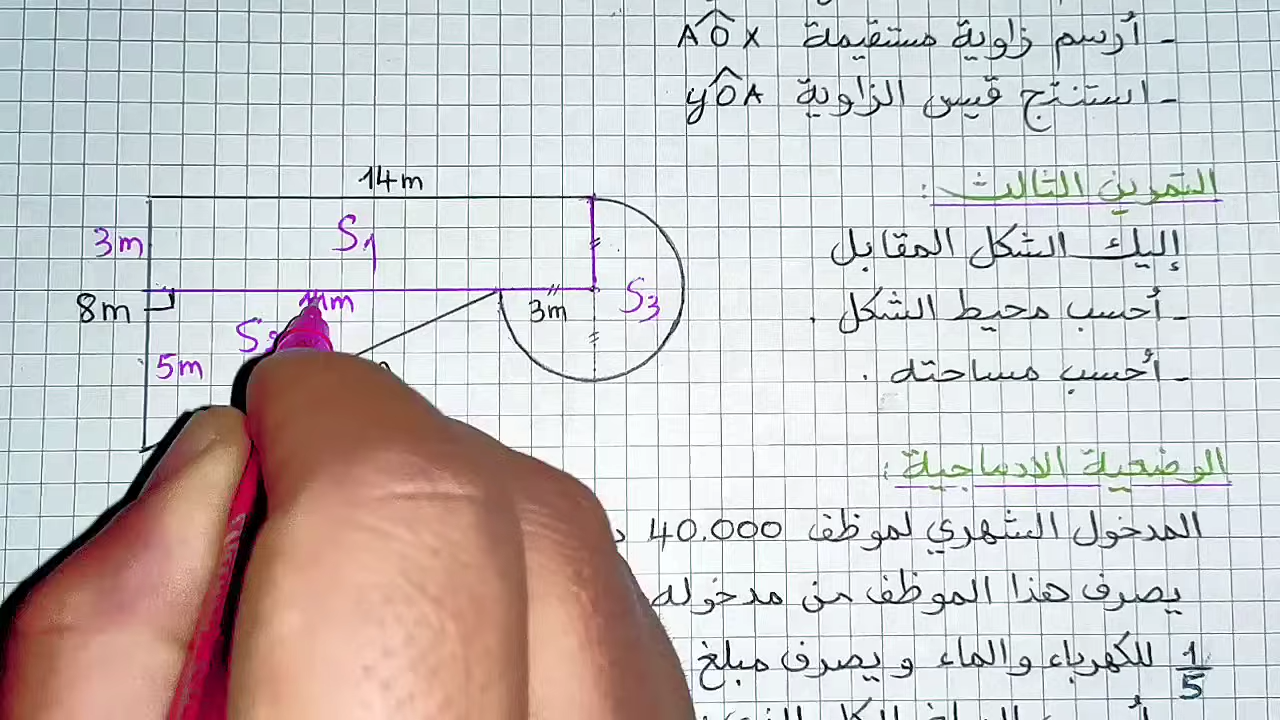 - أرسم زاوية مستقيمة AÔX
- استنتج قيس الزاوية yÔA
التمرين الثالث :
إليك الشكل المقابل
- أحسب محيط الشكل .
- أحسب مساحته .
14m
3m
S1
8m
11m
3m
S3
5m
الوضعية الادماجية :
المدخول الشهري لموظف 40.000
يصرف هذا الموظف من مدخوله
1/5 للكهرباء والماء ويصرف مبلغ